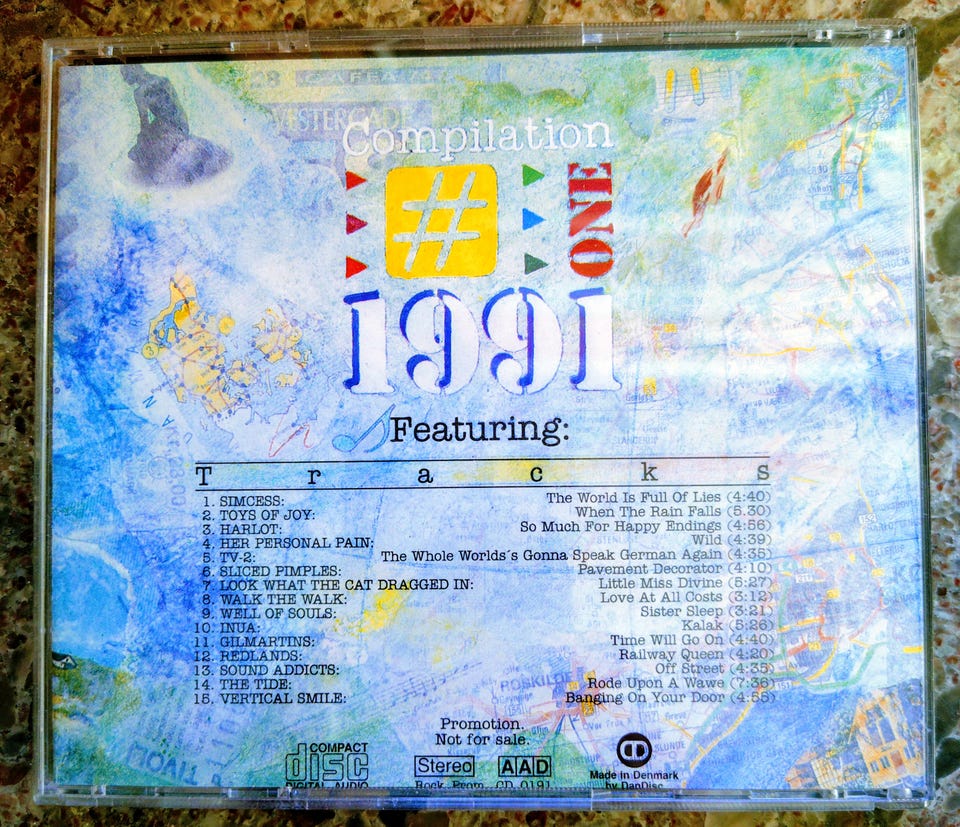 VESTERGADE
Compilation
# ONE
1991
Featuring:
Tracks
1. SIMCESS: The World Is Full Of Lies (4:40)
2. TOYS OF JOY: When The Rain Falls (5.30)
3. HARLOT: So Much For Happy Endings (4:56)
4. HER PERSONAL PAIN: Wild (4:39)
5. TV-2: The Whole Worlds´s Gonna Speak German Again (4:35)
6. SLICED PIMPLES: Pavement Decorator (4:10)
7. LOOK WHAT THE CAT DRAGGED IN: Little Miss Divine (5:27)
8. WALK THE WALK: Love At All Costs (3:12)
9. WELL OF SOULS: Sister Sleep (3:21)
10. INUA: Kalak (5:26)
11. GILMARTINS: Time Will Go On (4:40)
12. REDLANDS: Railway Queen (4:20)
13. SOUND ADDICTS: Off Street (4:35)
14. THE TIDE: Rode Upon A Wawe (7:36)
15. VERTICAL SMILE: Banging On Your Door (4:55)
ROSKILDE
Promotion.
Not for sale.
COMPACT
disc
DIGITAL AUDIO
Stereo AAD
Rock Prom. CD 0191
Made in Denmark
by DanDisc
TIVOLI